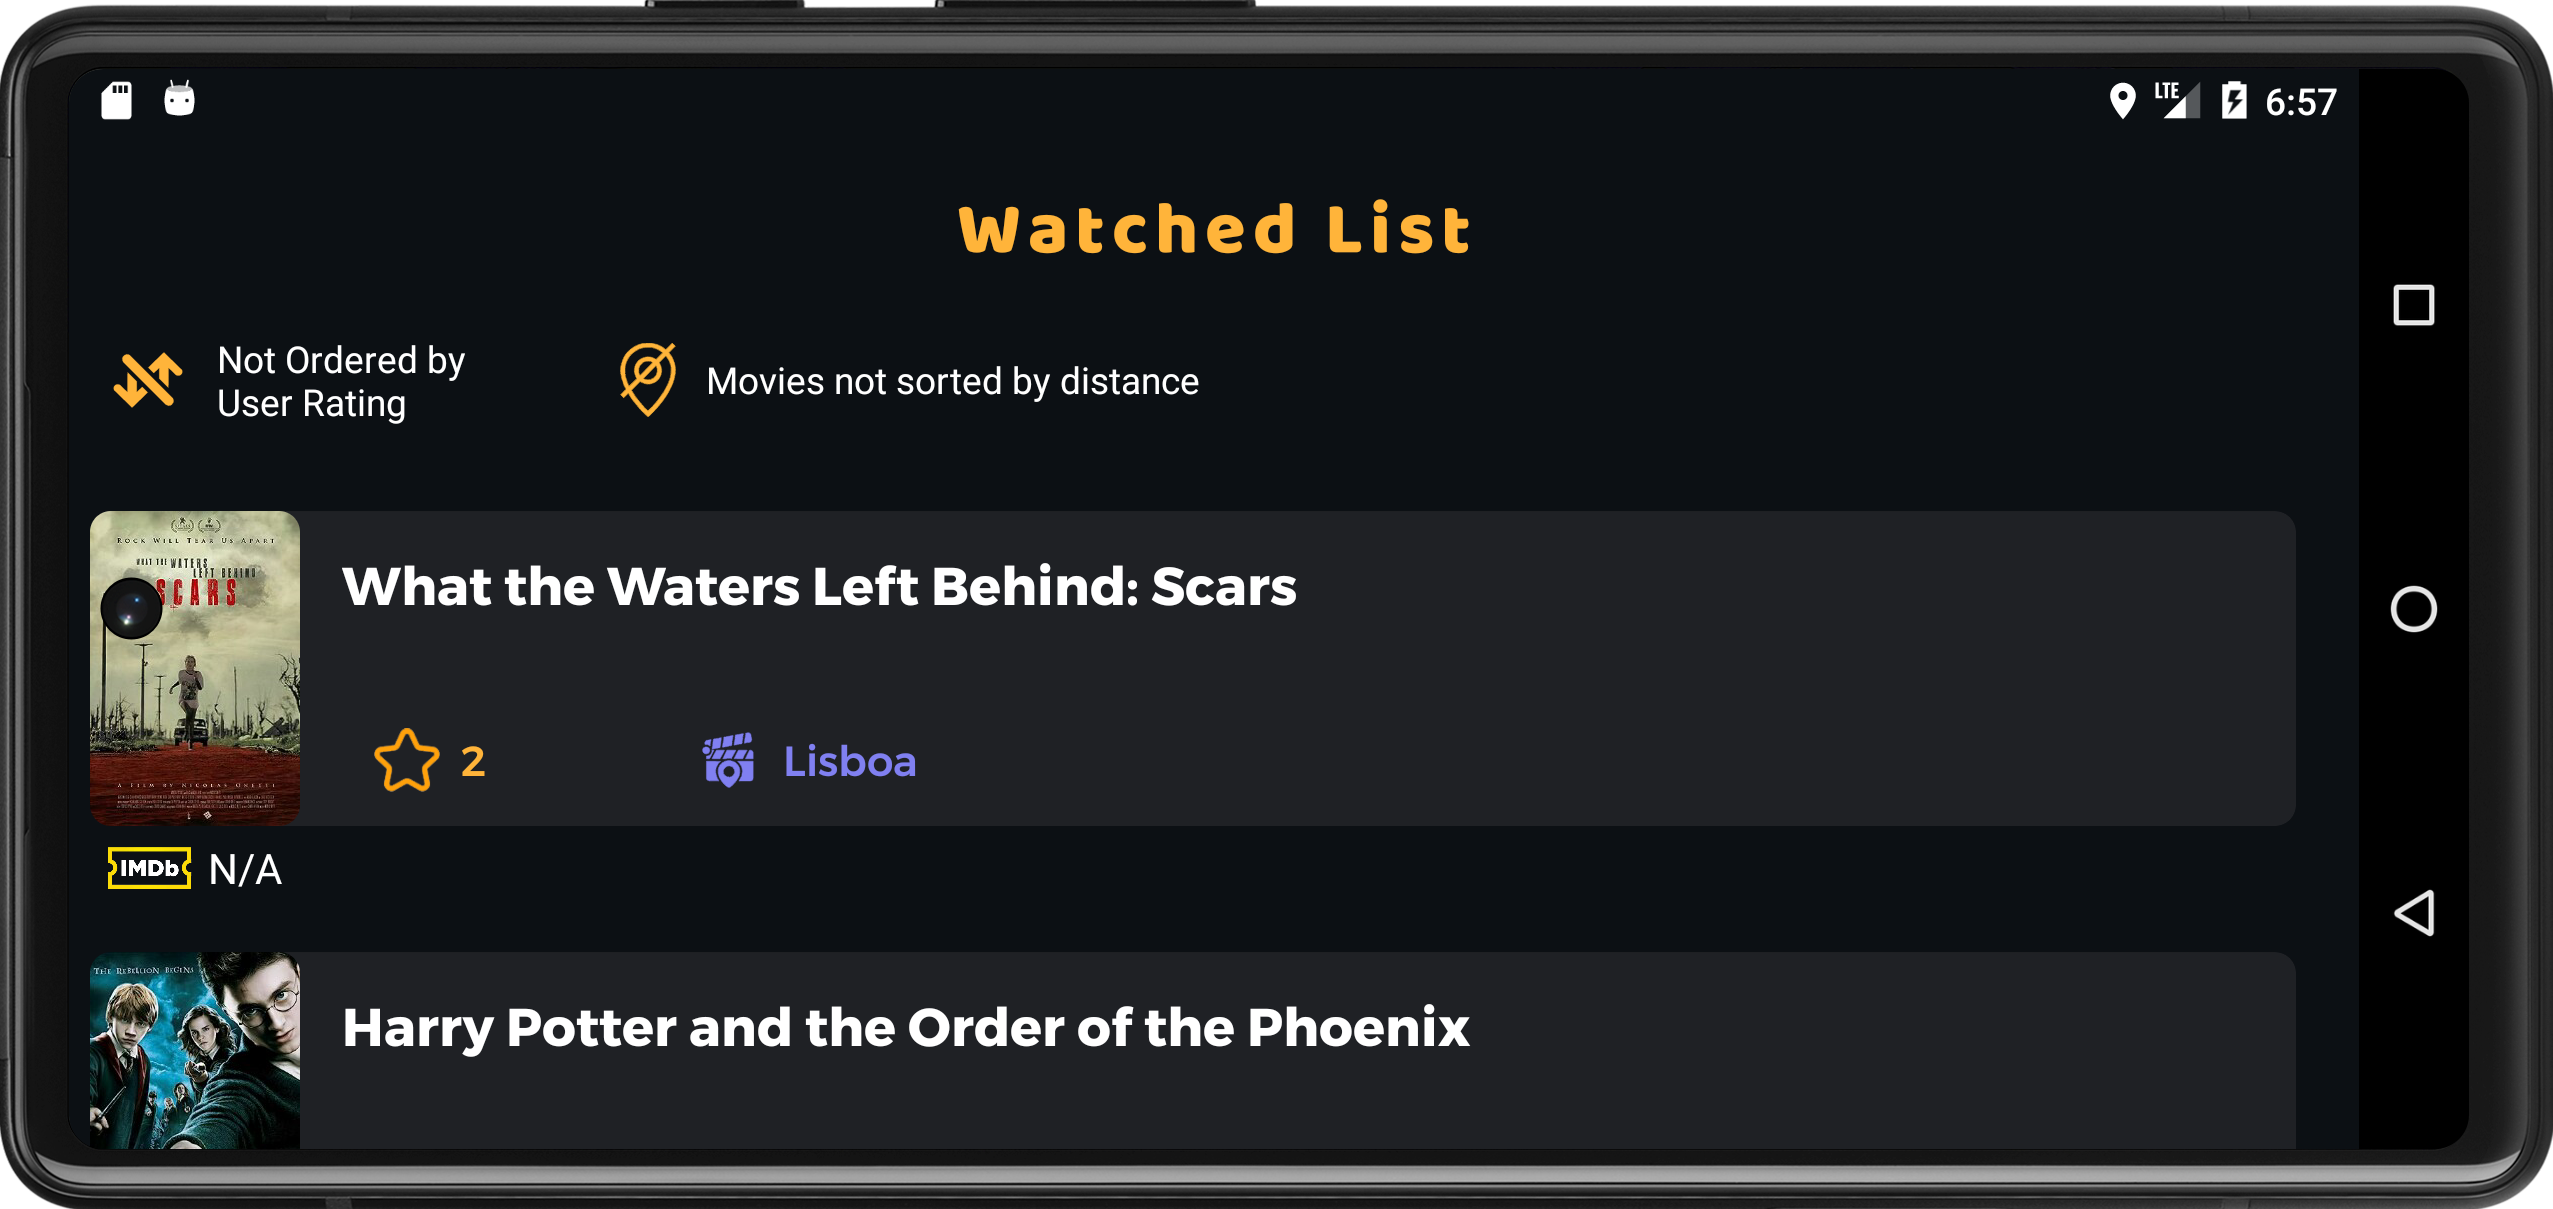 LTE 6:57
Watched List
Not Ordered by
User Rating
Movies not sorted by distance
ROCK WILL TEAR US APART
WHAT THE WATERS
LEFT BEHIND
SCARS
A FILM BY NICOLÁS ONETTI
What the Waters Left Behind: Scars
2
Lisboa
IMDb N/A
THE REBELLION BEGINS
Harry Potter and the Order of the Phoenix